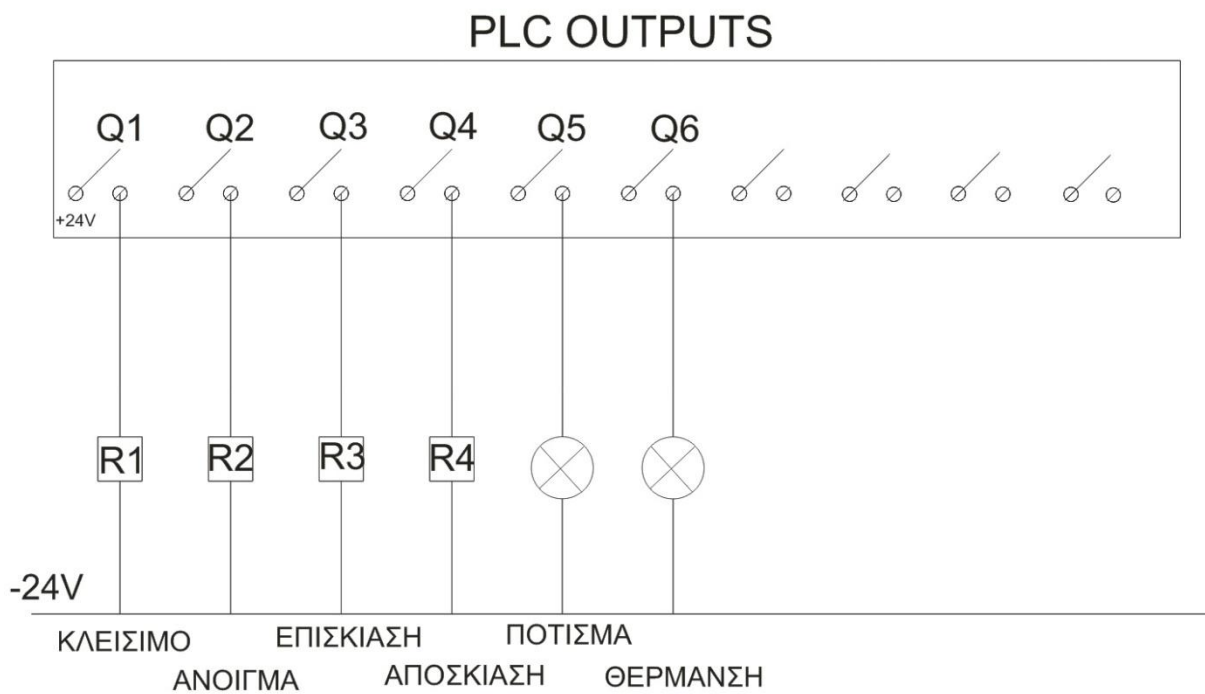 PLC OUTPUTS
Q1 Q2 Q3 Q4 Q5 Q6
+24V
R1 R2 R3 R4
-24V
ΚΛΕΙΣΙΜΟ ΕΠΙΣΚΙΑΣΗ ΠΟΤΙΣΜΑ
ΑΝΟΙΓΜΑ ΑΠΟΣΚΙΑΣΗ ΘΕΡΜΑΝΣΗ